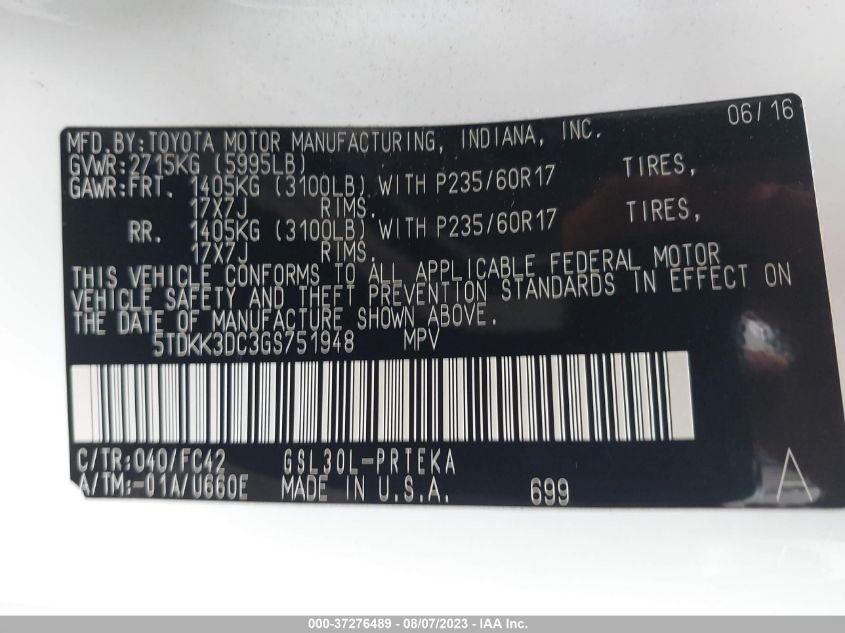 06/16
MFD.BY:TOYOTA MOTOR MANUFACTURING, INDIANA, INC.
GVWR:2715KG (5995LB)
GAWR:FRT. 1405KG (3100LB) WITH P235/60R17 TIRES,
17X7J RIMS,
RR. 1405KG (3100LB) WITH P235/60R17 TIRES,
17X7J RIMS.
THIS VEHICLE CONFORMS TO ALL APPLICABLE FEDERAL MOTOR
VEHICLE SAFETY AND THEFT PREVENTION STANDARDS IN EFFECT ON
THE DATE OF MANUFACTURE SHOWN ABOVE.
5TDKK3DC3GS751948 MPV
C/TR:040/FC42 GSL30L-PRTEKA
A/TM:-01A/U660E MADE IN U.S.A. 699 A
000-37276489 - 08/07/2023 - IAA Inc.